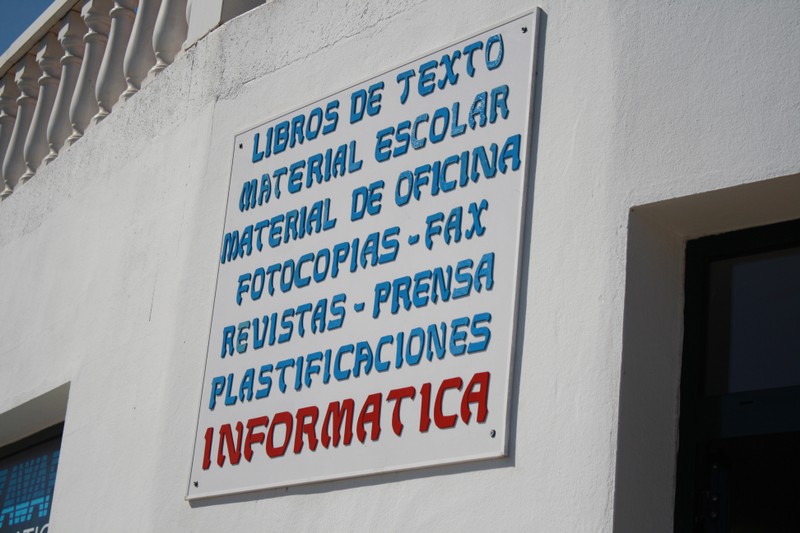 LIBROS DE TEXTO
MATERIAL ESCOLAR
MATERIAL DE OFICINA
FOTOCOPIAS - FAX
REVISTAS - PRENSA
PLASTIFICACIONES
INFORMATICA